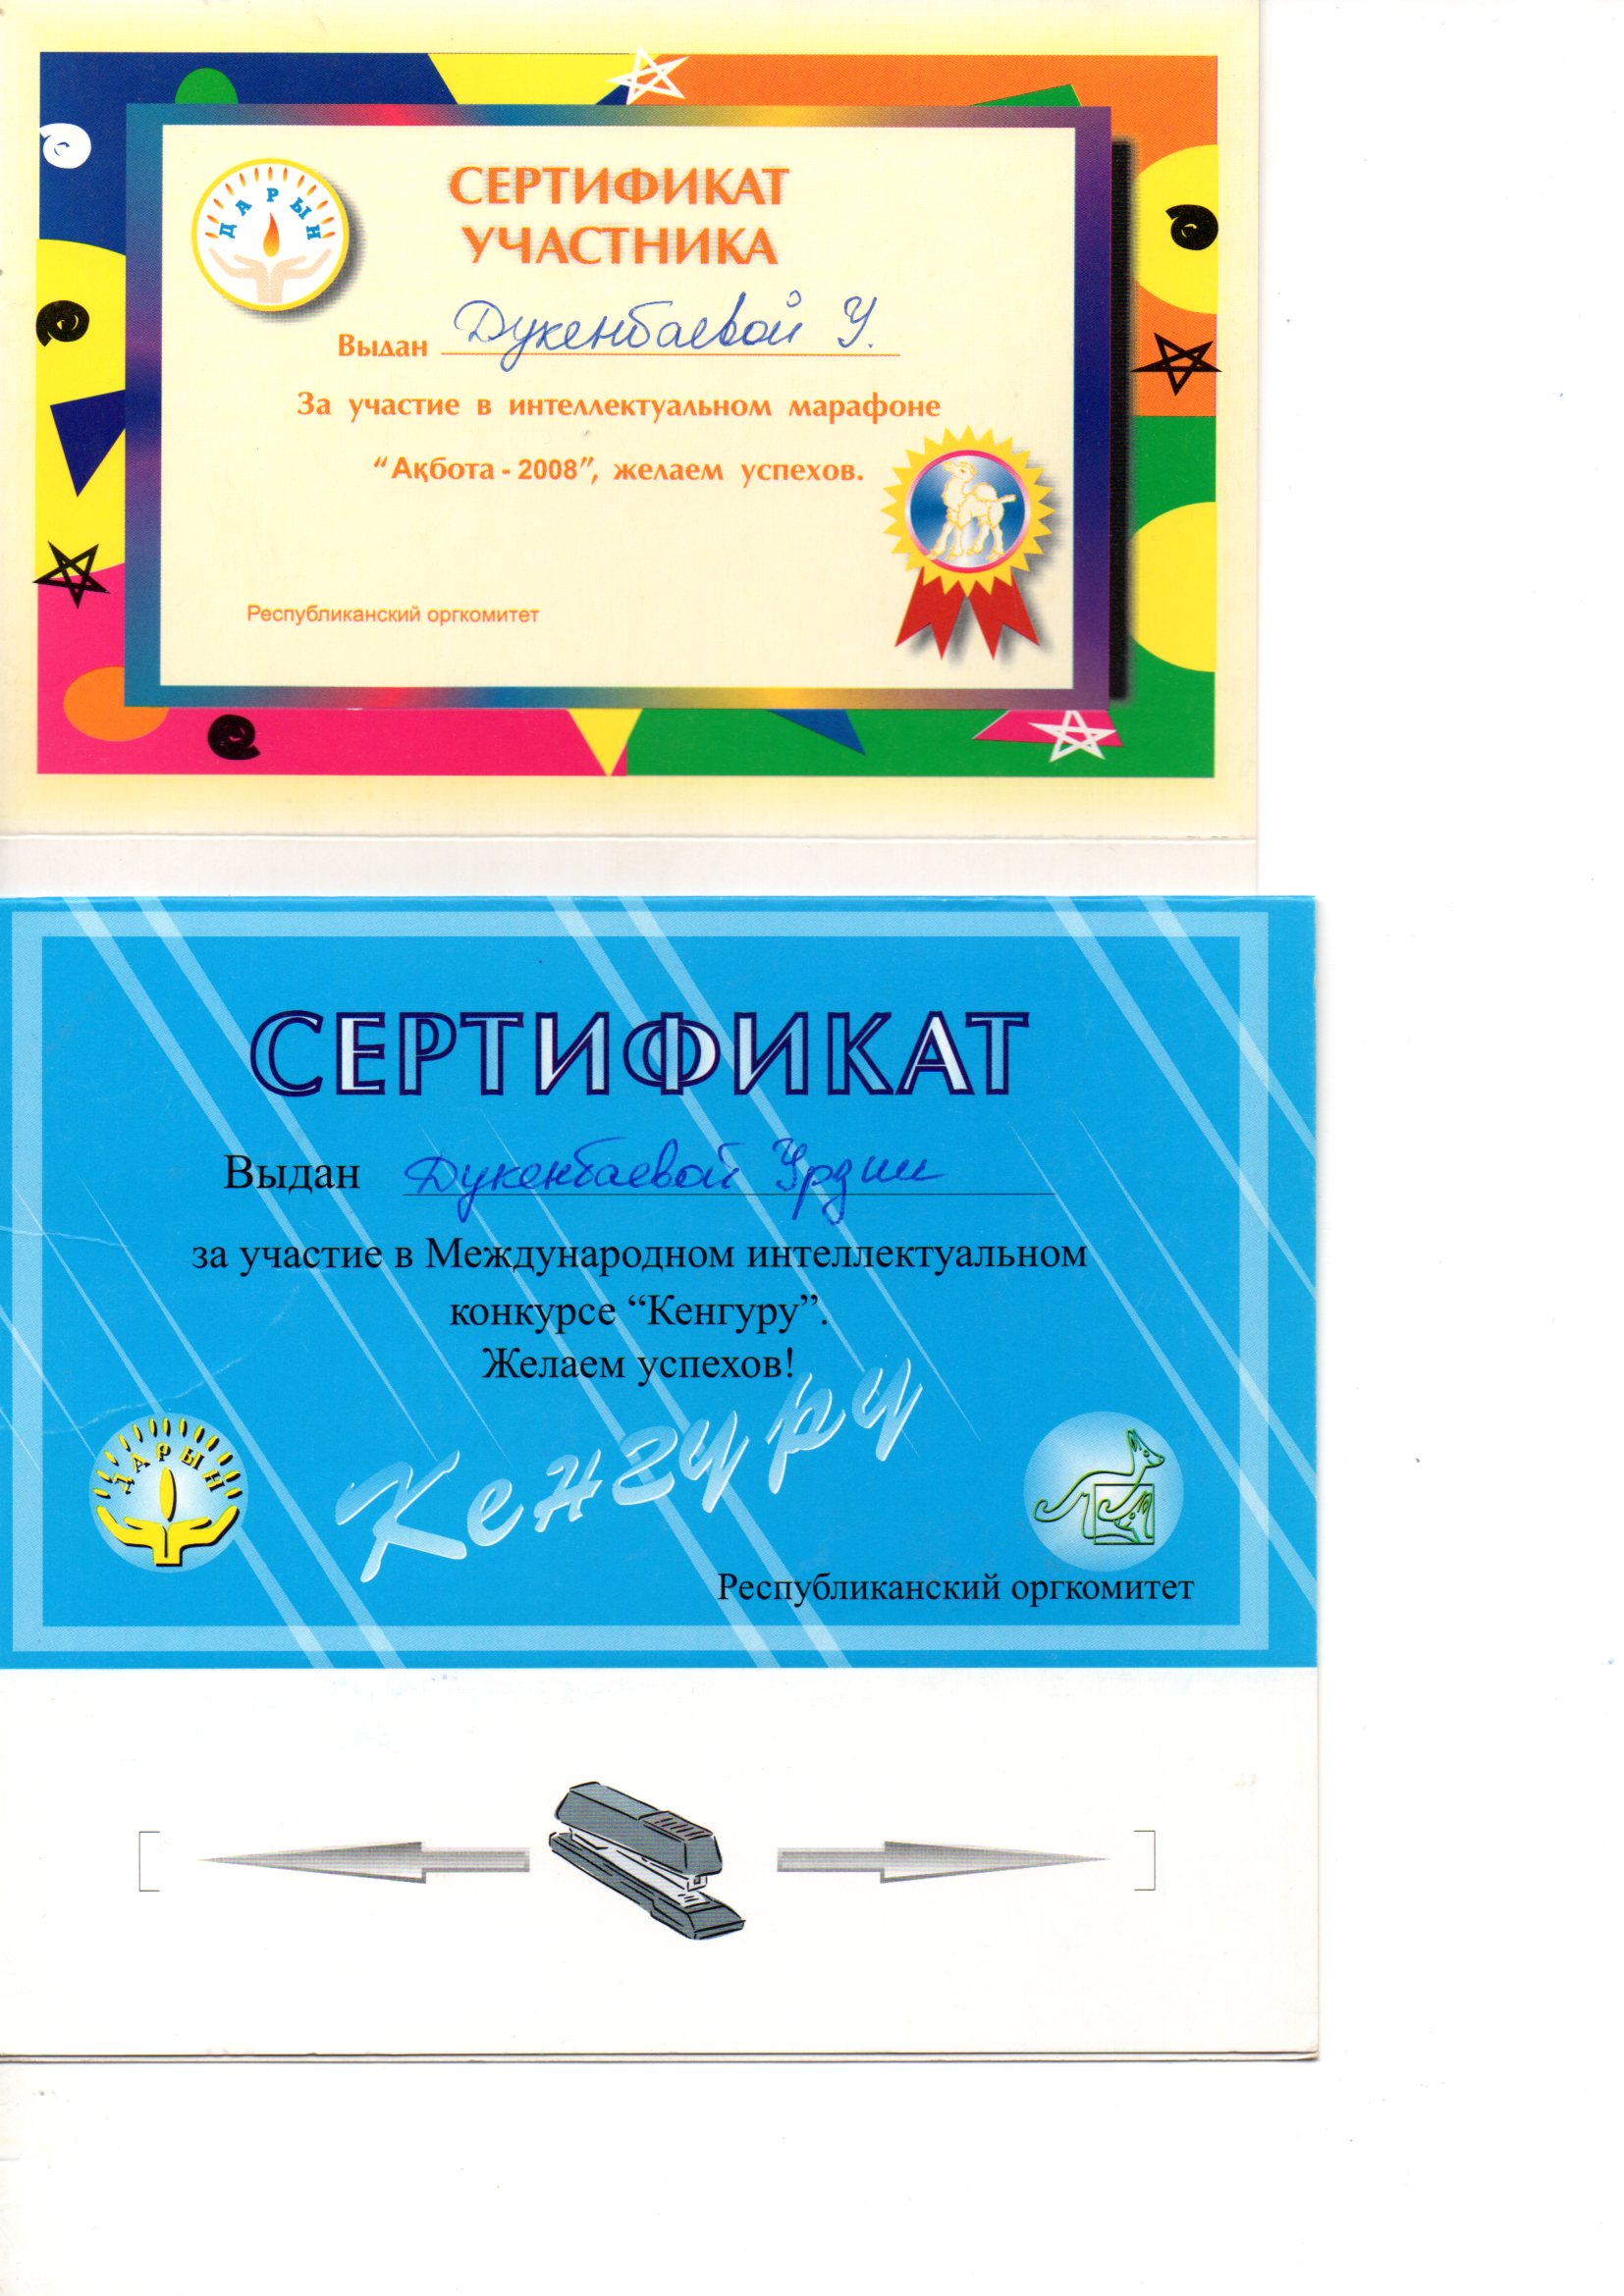 ДАРЫН
СЕРТИФИКАТ
УЧАСТНИКА
Выдан Дукенбаевой У.
За участие в интеллектуальном марафоне
“Ақбота - 2008”, желаем успехов.
Республиканский оргкомитет
СЕРТИФИКАТ
Выдан Дукенбаевой Урзии
за участие в Международном интеллектуальном
конкурсе “Кенгуру”.
Желаем успехов!
Кенгуру
ДАРЫН
Республиканский оргкомитет